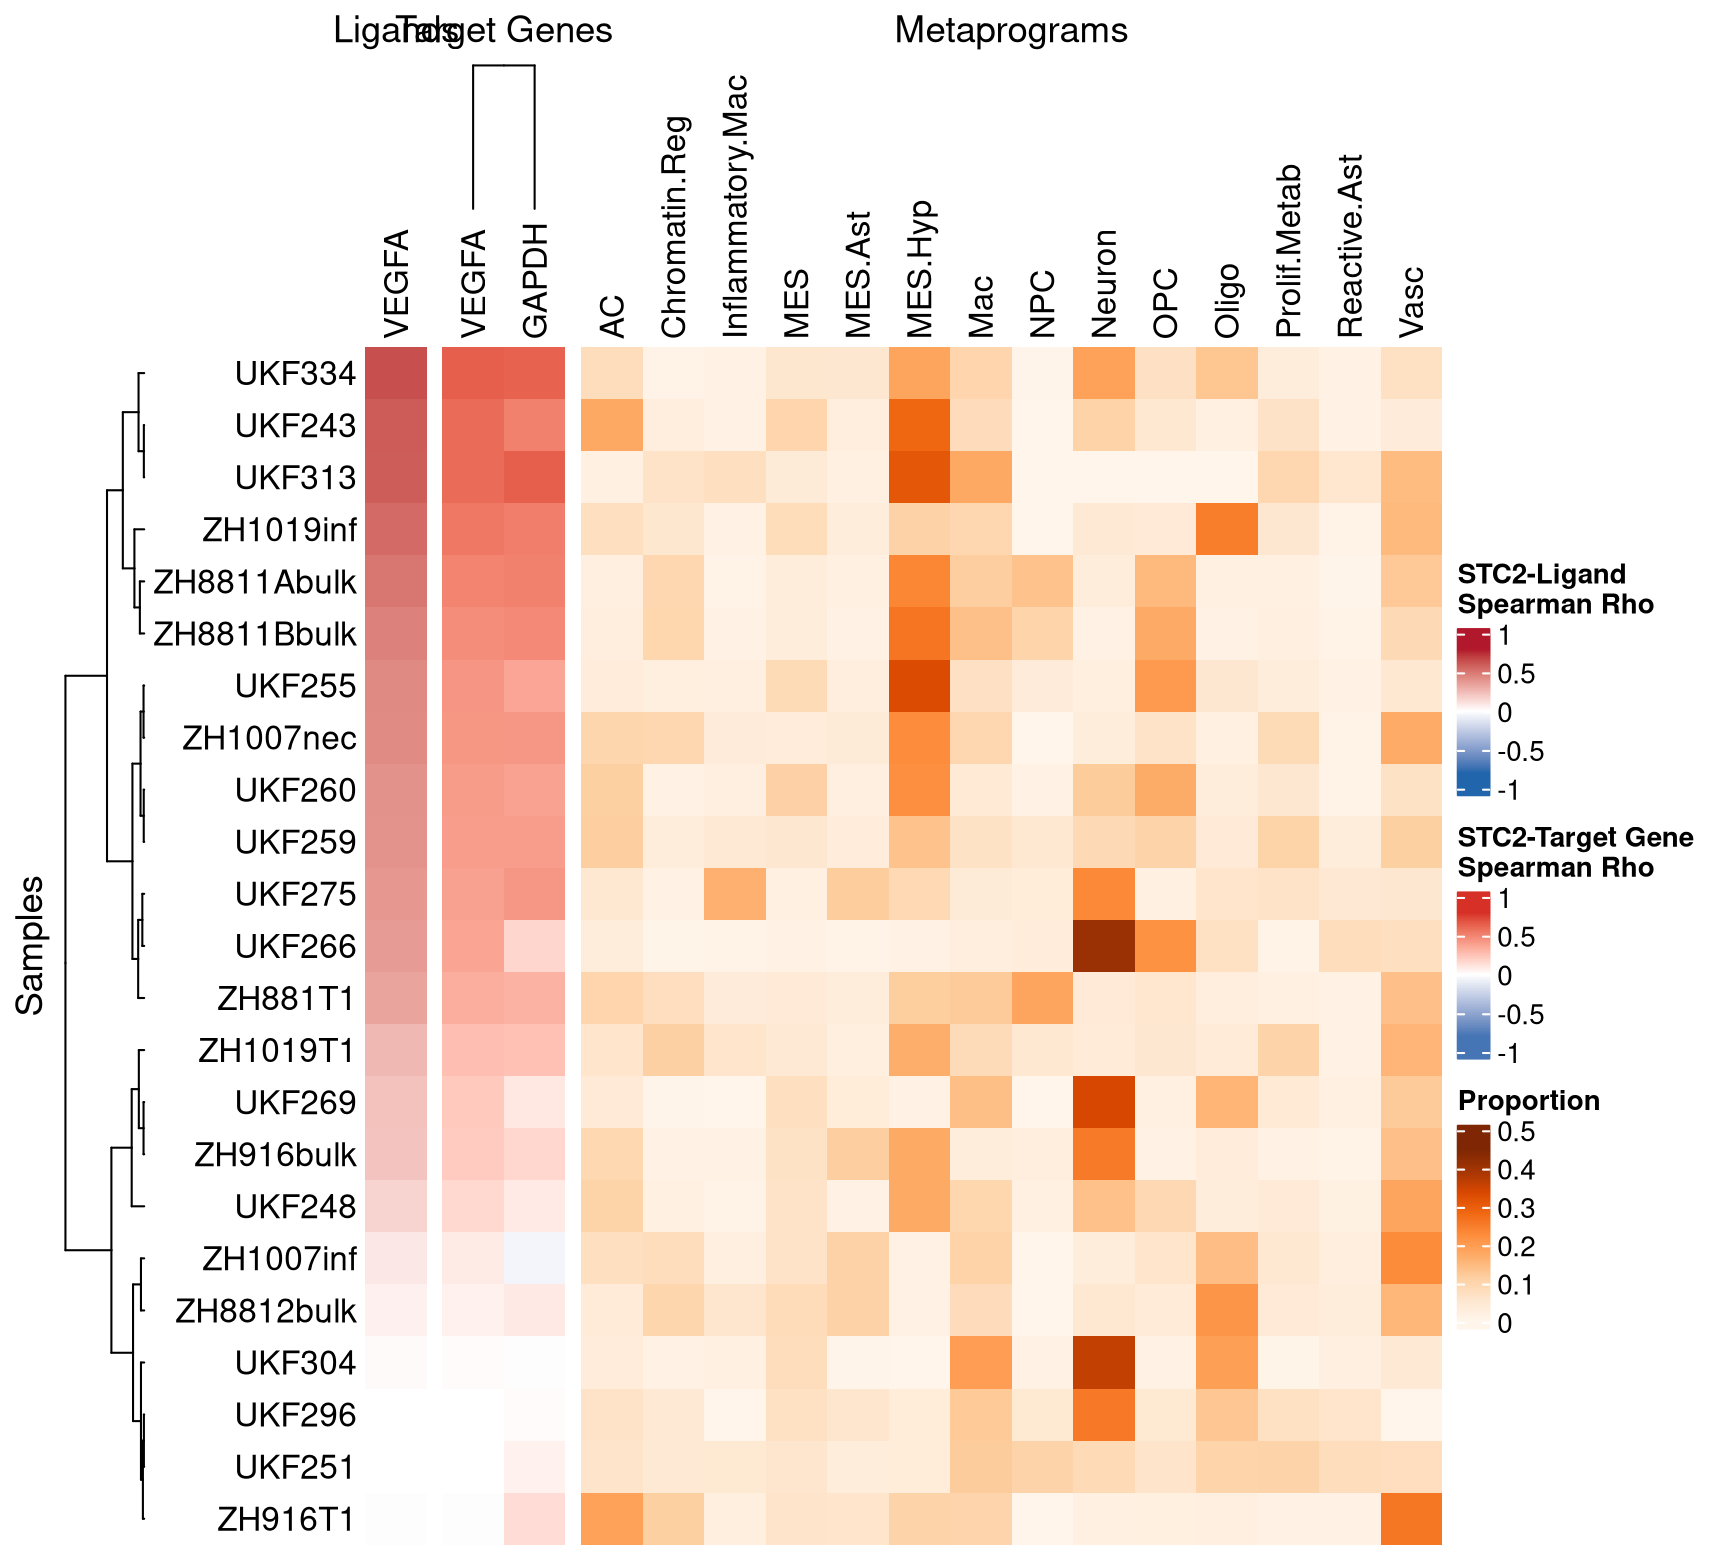 Ligands
Target Genes
Metaprograms
VEGFA
VEGFA
GAPDH
AC
Chromatin.Reg
Inflammatory.Mac
MES
MES.Ast
MES.Hyp
Mac
NPC
Neuron
OPC
Oligo
Prolif.Metab
Reactive.Ast
Vasc
Samples
UKF334
UKF243
UKF313
ZH1019inf
ZH8811Abulk
ZH8811Bbulk
UKF255
ZH1007nec
UKF260
UKF259
UKF275
UKF266
ZH881T1
ZH1019T1
UKF269
ZH916bulk
UKF248
ZH1007inf
ZH8812bulk
UKF304
UKF296
UKF251
ZH916T1
STC2-Ligand
Spearman Rho
1
0.5
0
-0.5
-1
STC2-Target Gene
Spearman Rho
1
0.5
0
-0.5
-1
Proportion
0.5
0.4
0.3
0.2
0.1
0